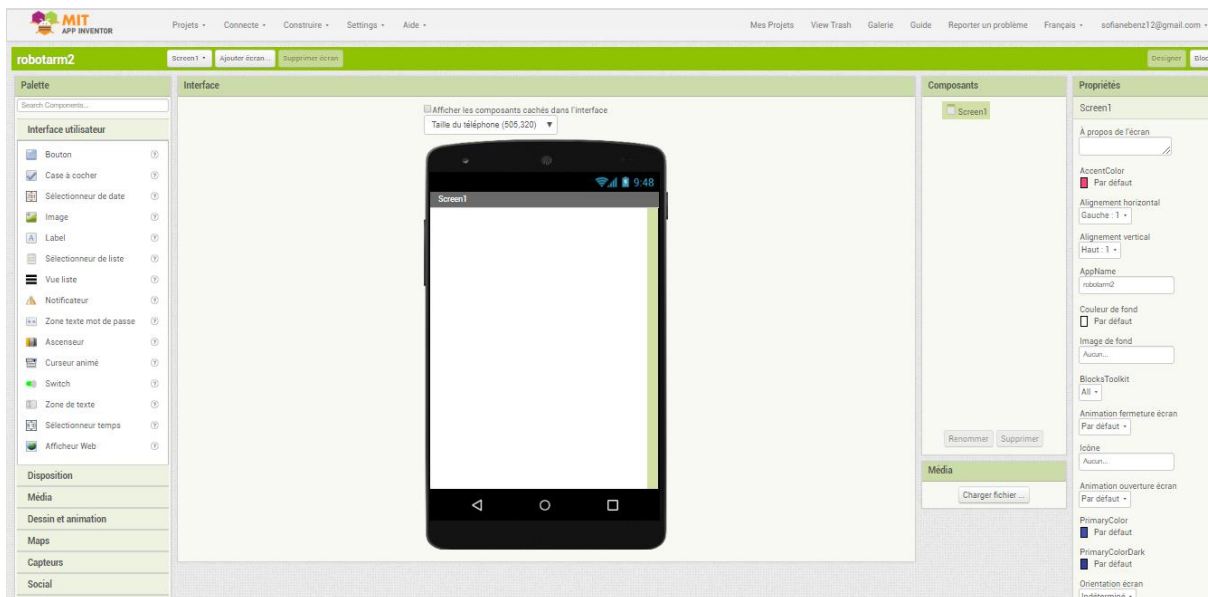 MIT
APP INVENTOR
Projets Connecte Construire Settings Aide
Mes Projets View Trash Galerie Guide Reporter un problème Français sofianebenz12@gmail.com
robotarm2 Screen1 Ajouter écran... Supprimer écran Designer Bloc
Palette
Search Components...
Interface utilisateur
Bouton
Case à cocher
Sélectionneur de date
Image
Label
Sélectionneur de liste
Vue liste
Notificateur
Zone texte mot de passe
Ascenseur
Curseur animé
Switch
Zone de texte
Sélectionneur temps
Afficheur Web
Disposition
Média
Dessin et animation
Maps
Capteurs
Social
Interface
Afficher les composants cachés dans l'interface
Taille du téléphone (505,320)
9:48
Screen1
Composants
Screen1
Renommer Supprimer
Média
Charger fichier ...
Propriétés
Screen1
À propos de l'écran
AccentColor
Par défaut
Alignement horizontal
Gauche : 1
Alignement vertical
Haut : 1
AppName
robotarm2
Couleur de fond
Par défaut
Image de fond
Aucun...
BlocksToolkit
All
Animation fermeture écran
Par défaut
Icône
Aucun...
Animation ouverture écran
Par défaut
PrimaryColor
Par défaut
PrimaryColorDark
Par défaut
Orientation écran
Indéterminé